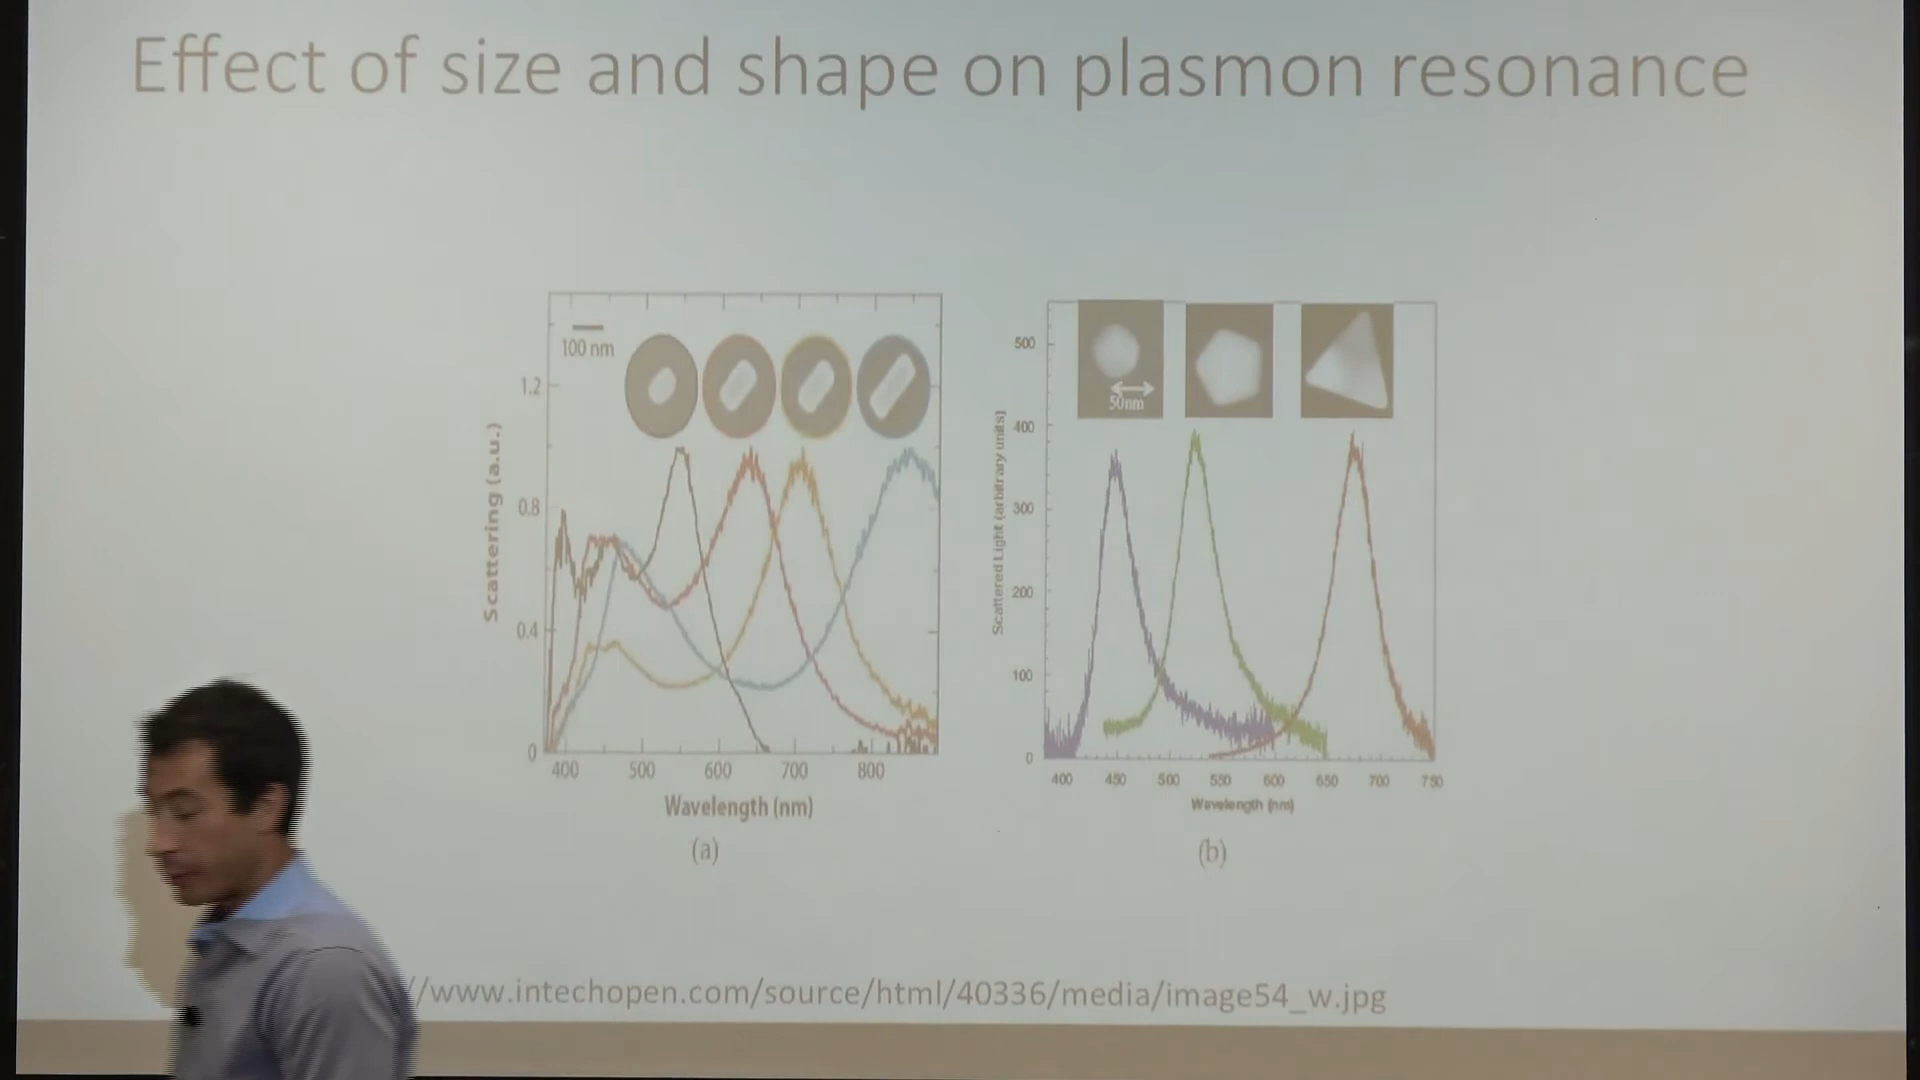 Effect of size and shape on plasmon resonance
100 nm
1.2
0.8
0.4
0
Scattering (a.u.)
400 500 600 700 800
Wavelength (nm)
(a)
50nm
500
400
300
200
100
0
Scattered Light (arbitrary units)
400 450 500 550 600 650 700 750
Wavelength (nm)
(b)
//www.intechopen.com/source/html/40336/media/image54_w.jpg